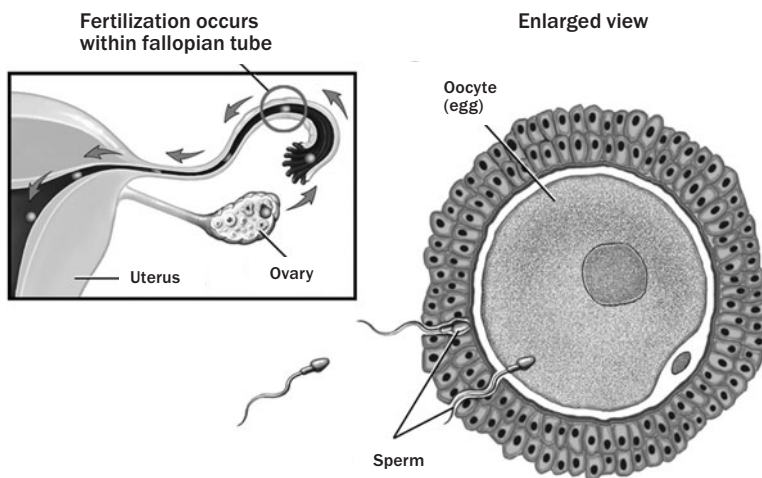 Fertilization occurs
within fallopian tube
Enlarged view
Oocyte
(egg)
Uterus
Ovary
Sperm